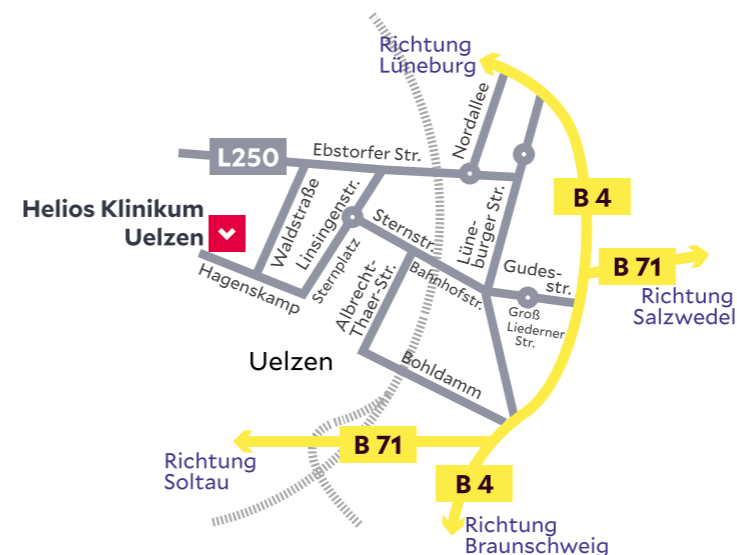 Richtung
Lüneburg
Nordallee
Ebstorfer Str.
L250
Helios Klinikum
Uelzen
Waldstraße
Linsingenstr.
Sternplatz
Sternstr.
Lüne-
burger Str.
B 4
B 71
Richtung
Salzwedel
Gudes-
str.
Groß
Liederner
Str.
Hagenskamp
Albrecht-
Thaer-Str.
Bahnhofstr.
Uelzen
Bohldamm
B 71
Richtung
Soltau
B 4
Richtung
Braunschweig